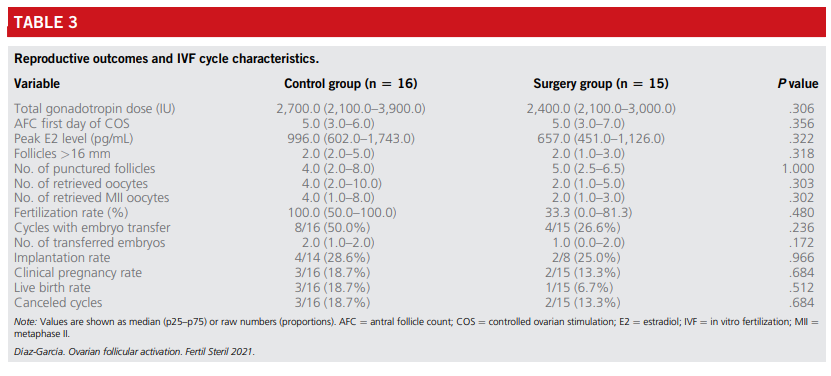 TABLE 3
Reproductive outcomes and IVF cycle characteristics.
Variable Control group (n = 16) Surgery group (n = 15) P value
Total gonadotropin dose (IU) 2,700.0 (2,100.0–3,900.0) 2,400.0 (2,100.0–3,000.0) .306
AFC first day of COS 5.0 (3.0–6.0) 5.0 (3.0–7.0) .356
Peak E2 level (pg/mL) 996.0 (602.0–1,743.0) 657.0 (451.0–1,126.0) .322
Follicles >16 mm 2.0 (2.0–5.0) 2.0 (1.0–3.0) .318
No. of punctured follicles 4.0 (2.0–8.0) 5.0 (2.5–6.5) 1.000
No. of retrieved oocytes 4.0 (2.0–10.0) 2.0 (1.0–5.0) .303
No. of retrieved MII oocytes 4.0 (1.0–8.0) 2.0 (1.0–3.0) .302
Fertilization rate (%) 100.0 (50.0–100.0) 33.3 (0.0–81.3) .480
Cycles with embryo transfer 8/16 (50.0%) 4/15 (26.6%) .236
No. of transferred embryos 2.0 (1.0–2.0) 1.0 (0.0–2.0) .172
Implantation rate 4/14 (28.6%) 2/8 (25.0%) .966
Clinical pregnancy rate 3/16 (18.7%) 2/15 (13.3%) .684
Live birth rate 3/16 (18.7%) 1/15 (6.7%) .512
Canceled cycles 3/16 (18.7%) 2/15 (13.3%) .684
Note: Values are shown as median (p25–p75) or raw numbers (proportions). AFC = antral follicle count; COS = controlled ovarian stimulation; E2 = estradiol; IVF = in vitro fertilization; MII =
metaphase II.
Diaz-Garcia. Ovarian follicular activation. Fertil Steril 2021.